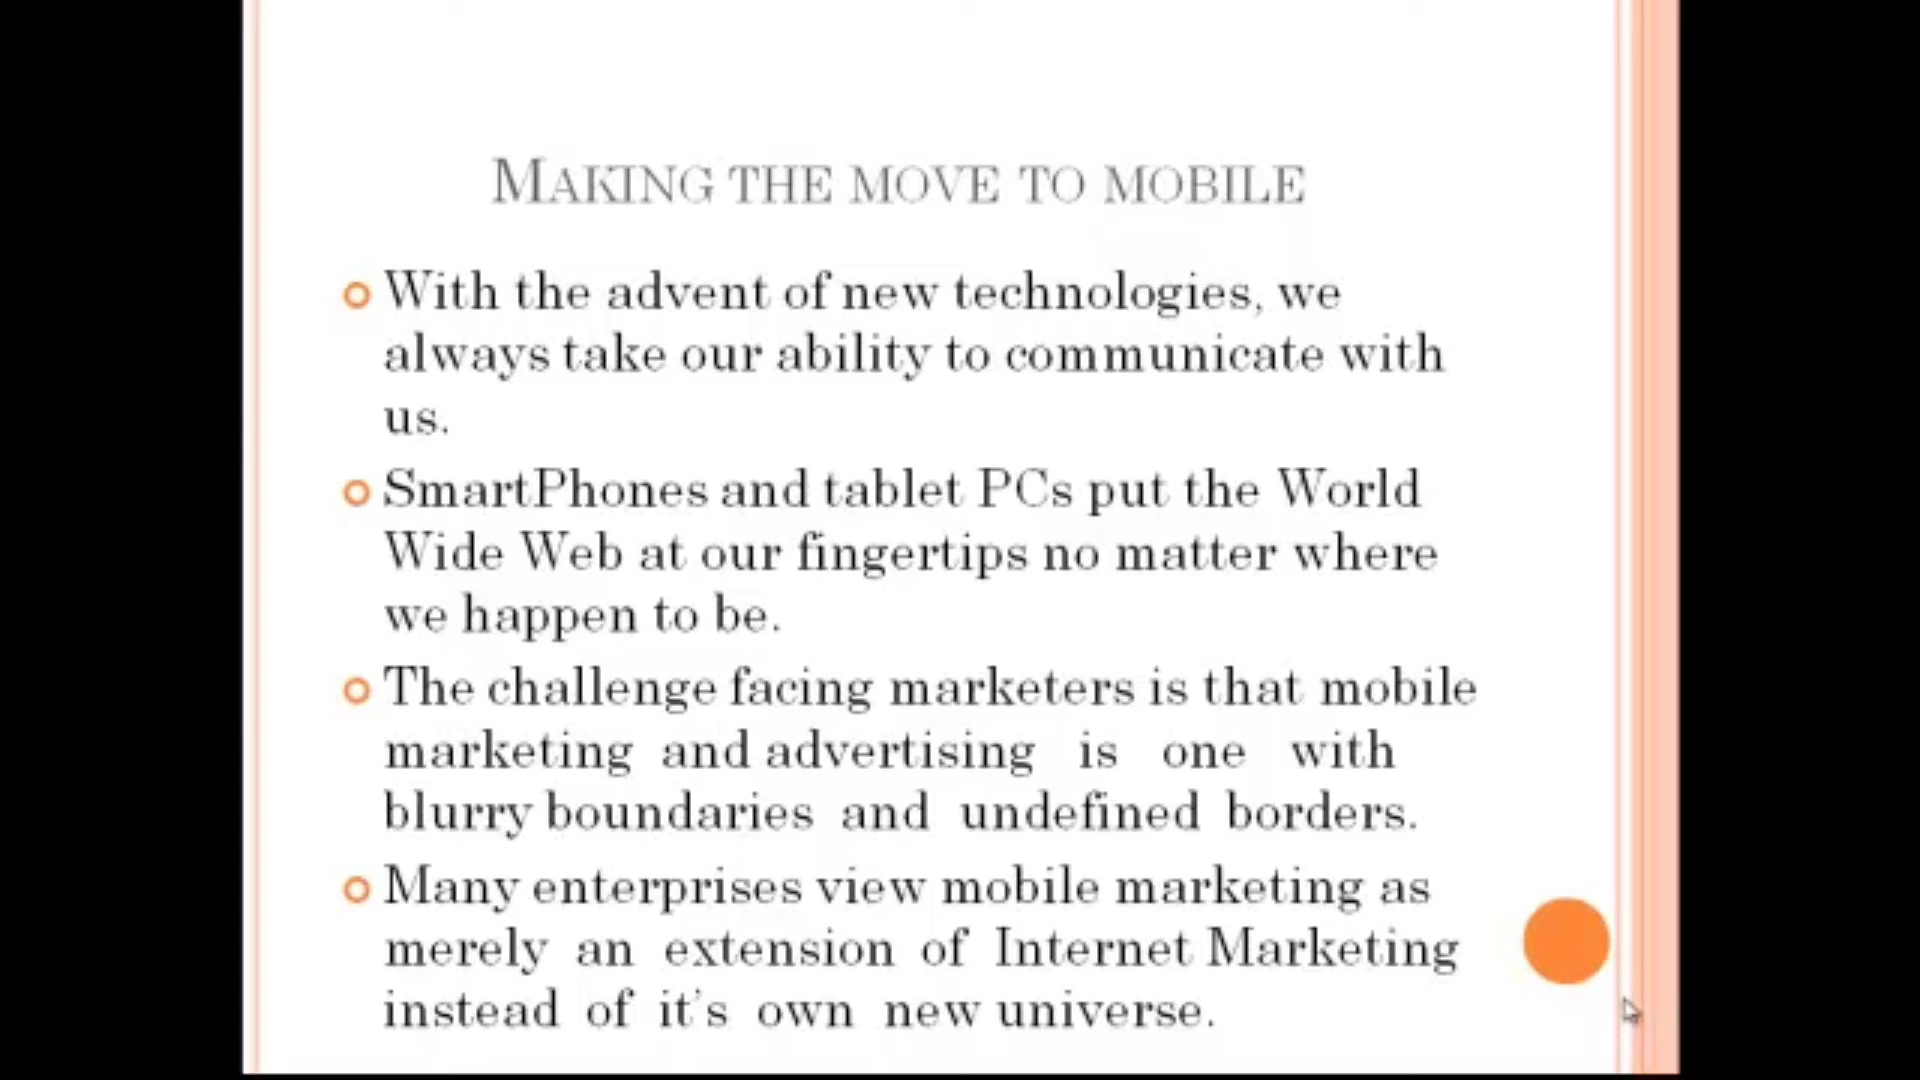 MAKING THE MOVE TO MOBILE
With the advent of new technologies, we
always take our ability to communicate with
us.
SmartPhones and tablet PCs put the World
Wide Web at our fingertips no matter where
we happen to be.
The challenge facing marketers is that mobile
marketing and advertising is one with
blurry boundaries and undefined borders.
Many enterprises view mobile marketing as
merely an extension of Internet Marketing
instead of it's own new universe.